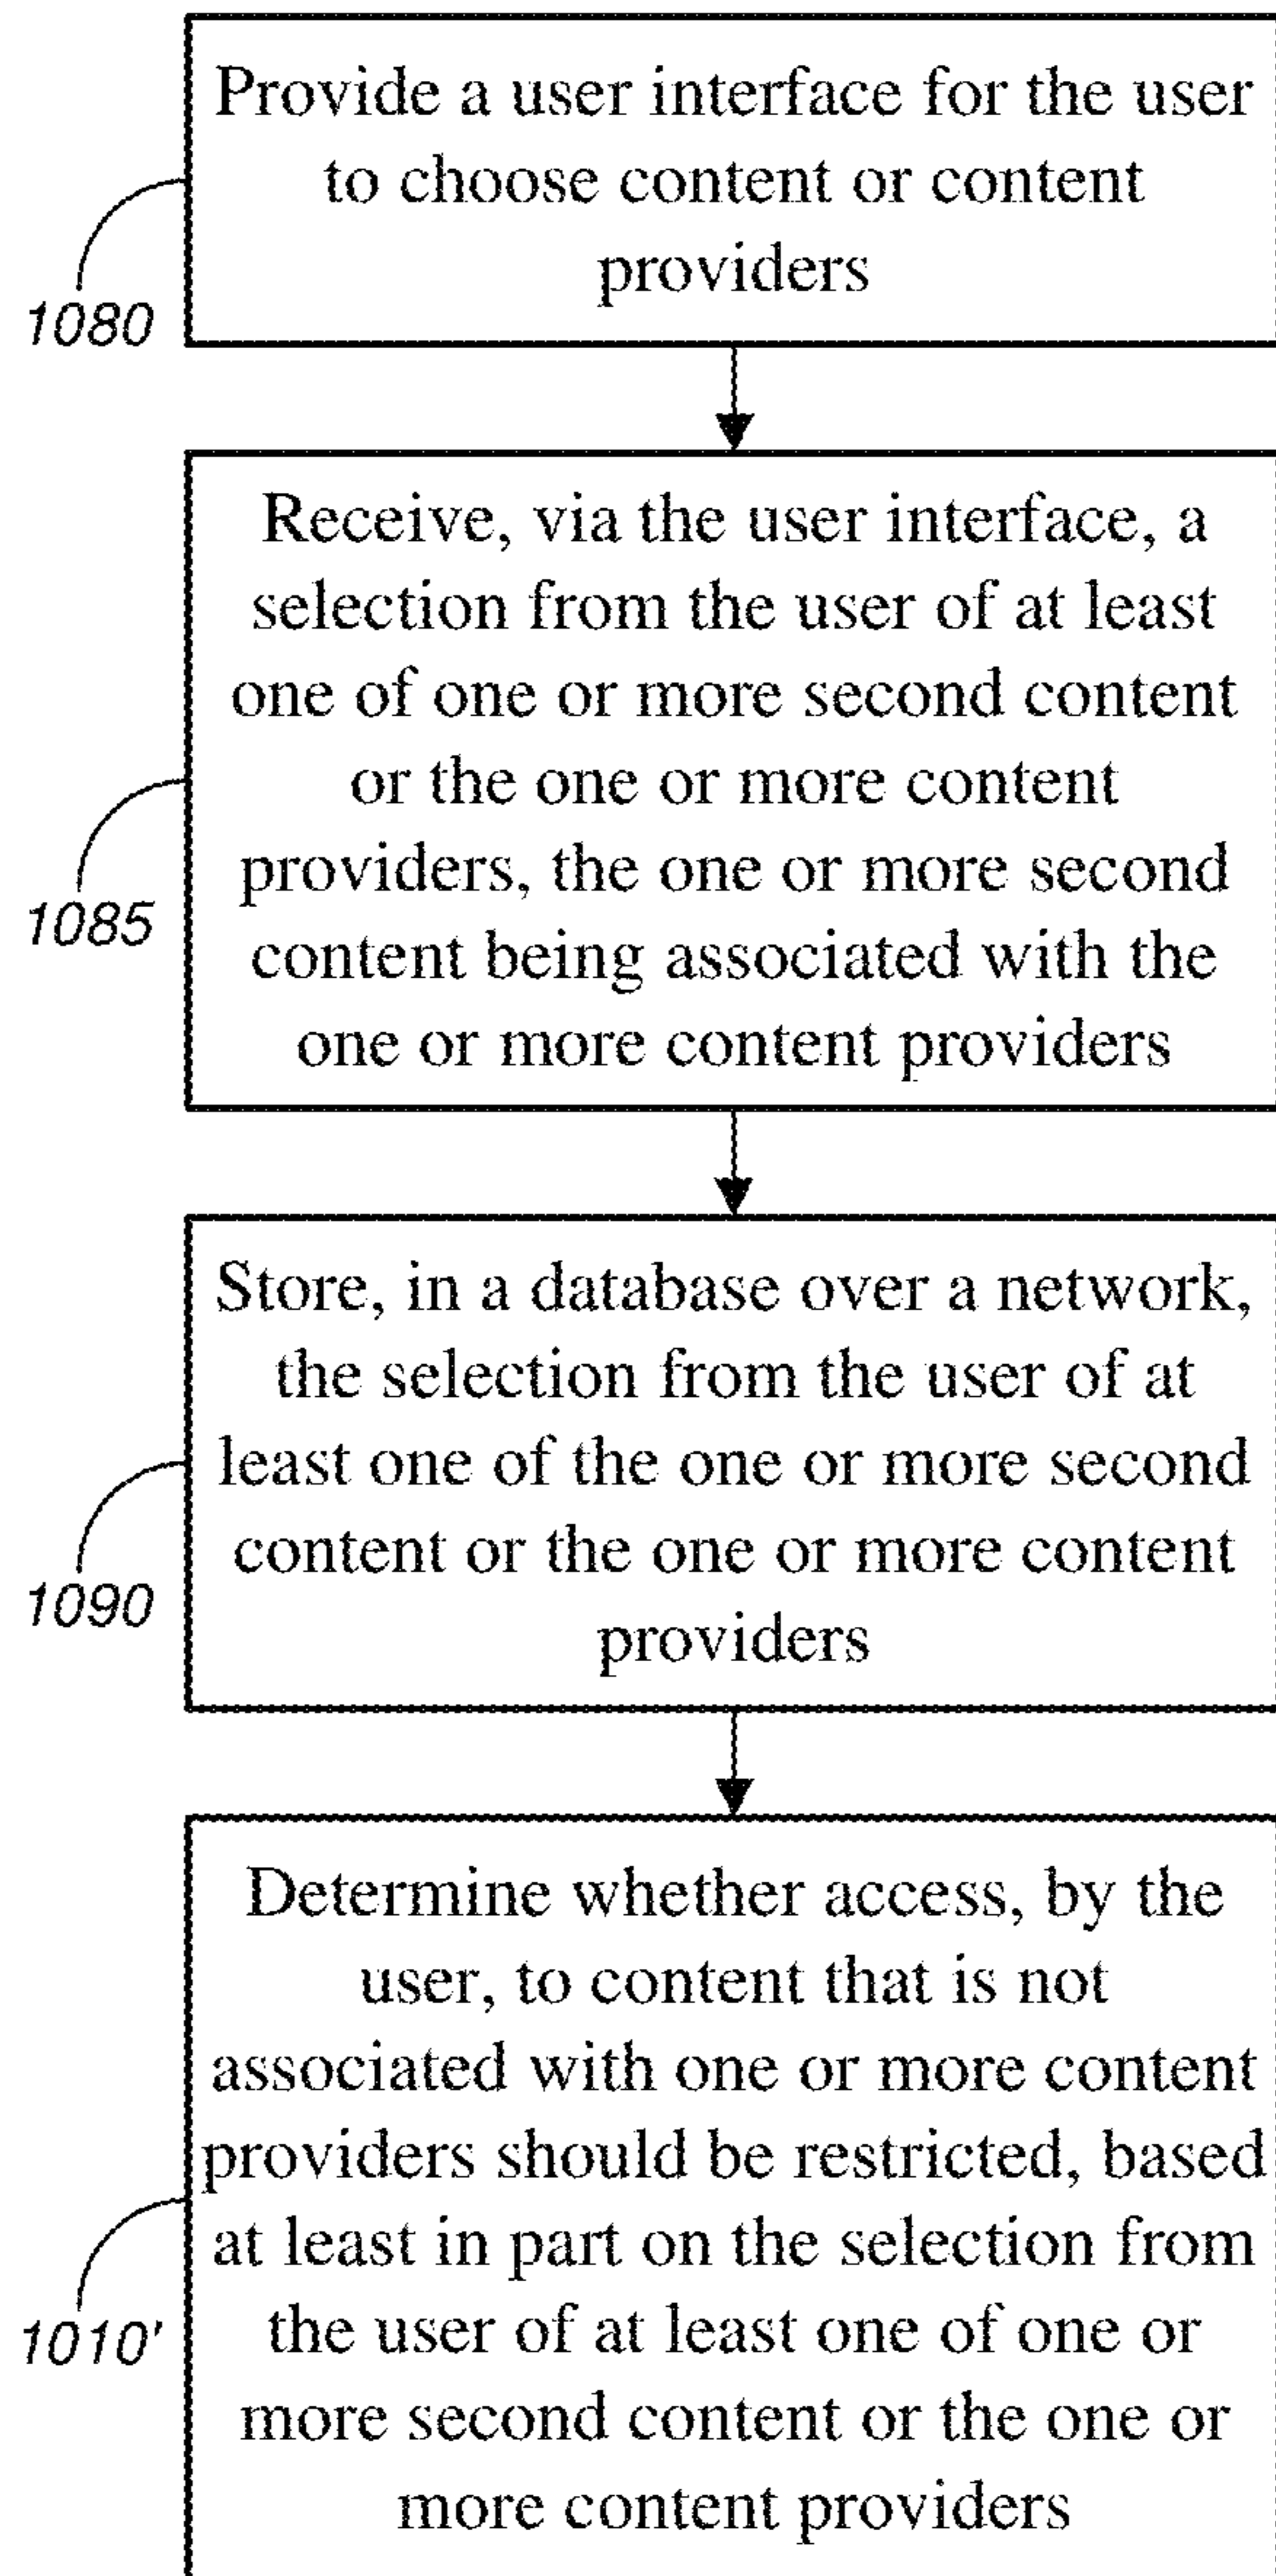 Provide a user interface for the user
to choose content or content
providers
1080
Receive, via the user interface, a
selection from the user of at least
one of one or more second content
or the one or more content
providers, the one or more second
content being associated with the
one or more content providers
1085
Store, in a database over a network,
the selection from the user of at
least one of the one or more second
content or the one or more content
providers
1090
Determine whether access, by the
user, to content that is not
associated with one or more content
providers should be restricted, based
at least in part on the selection from
the user of at least one of one or
more second content or the one or
more content providers
1010'